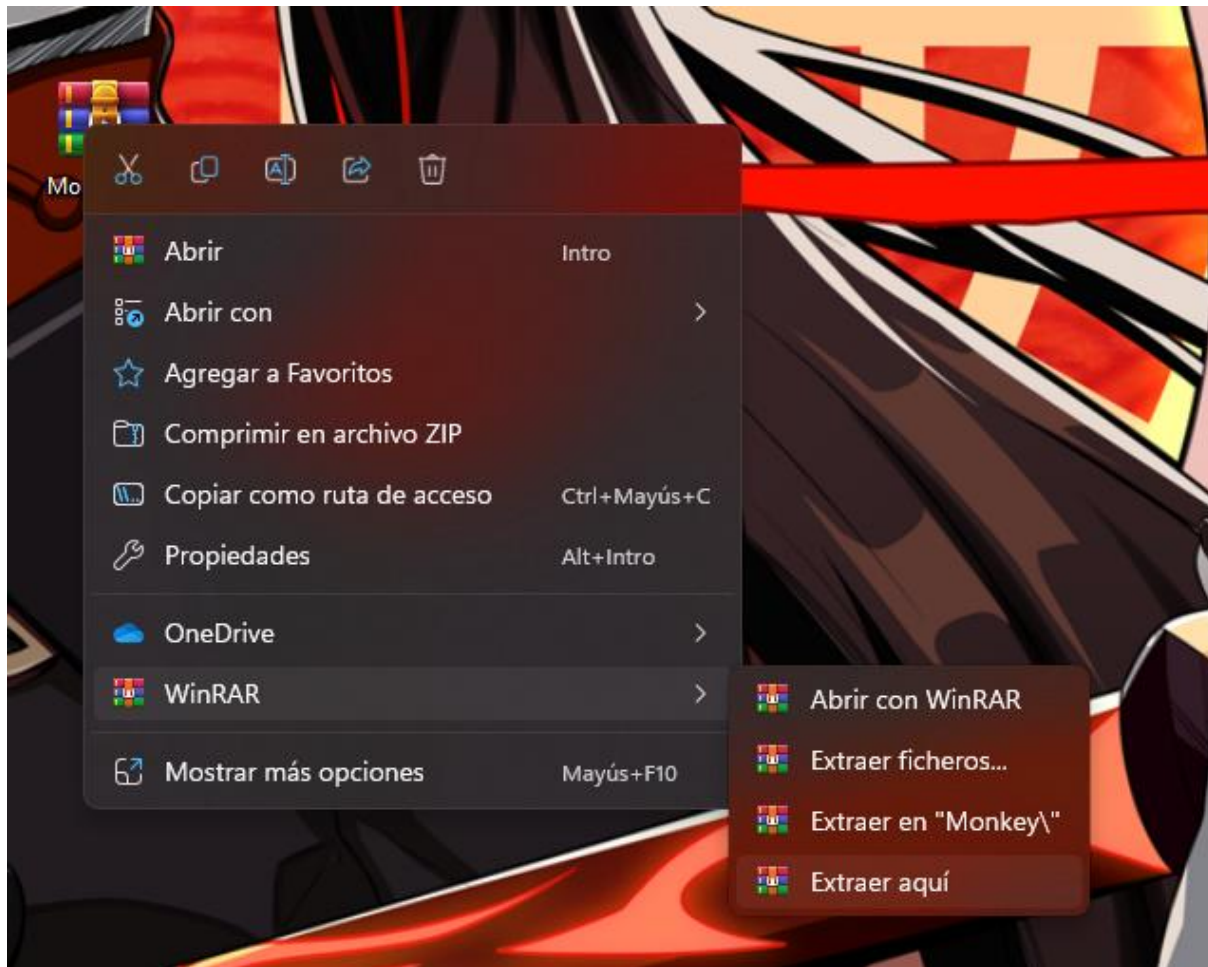 Mo
Abrir Intro
Abrir con
Agregar a Favoritos
Comprimir en archivo ZIP
Copiar como ruta de acceso Ctrl+Mayús+C
Propiedades Alt+Intro
OneDrive
WinRAR
Mostrar más opciones Mayús+F10
Abrir con WinRAR
Extraer ficheros...
Extraer en "Monkey\"
Extraer aquí